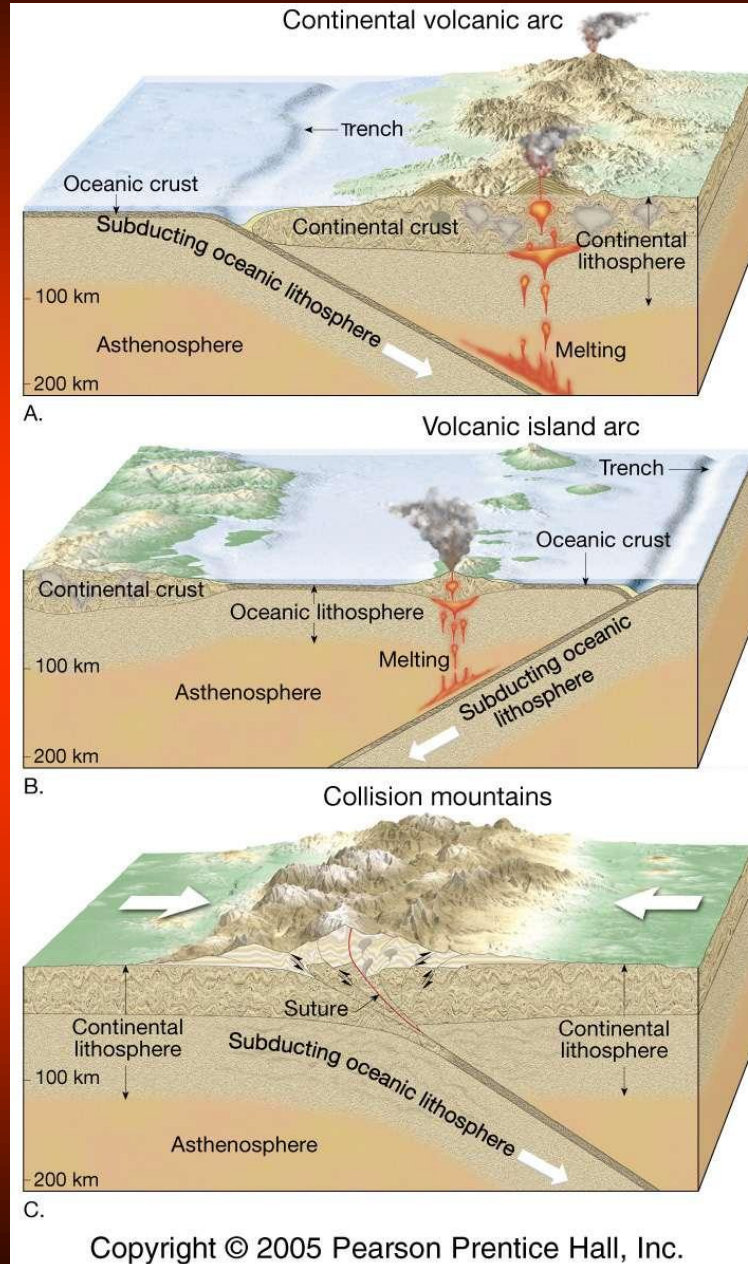 Continental volcanic arc
Trench
Oceanic crust
Subducting oceanic lithosphere
Continental crust
Continental
lithosphere
100 km
Asthenosphere
Melting
200 km
A.
Volcanic island arc
Trench
Oceanic crust
Continental crust
Oceanic lithosphere
Melting
100 km
Asthenosphere
Subducting oceanic
lithosphere
200 km
B.
Collision mountains
Suture
Continental
lithosphere
Continental
lithosphere
Subducting oceanic lithosphere
100 km
Asthenosphere
200 km
C.
Copyright © 2005 Pearson Prentice Hall, Inc.